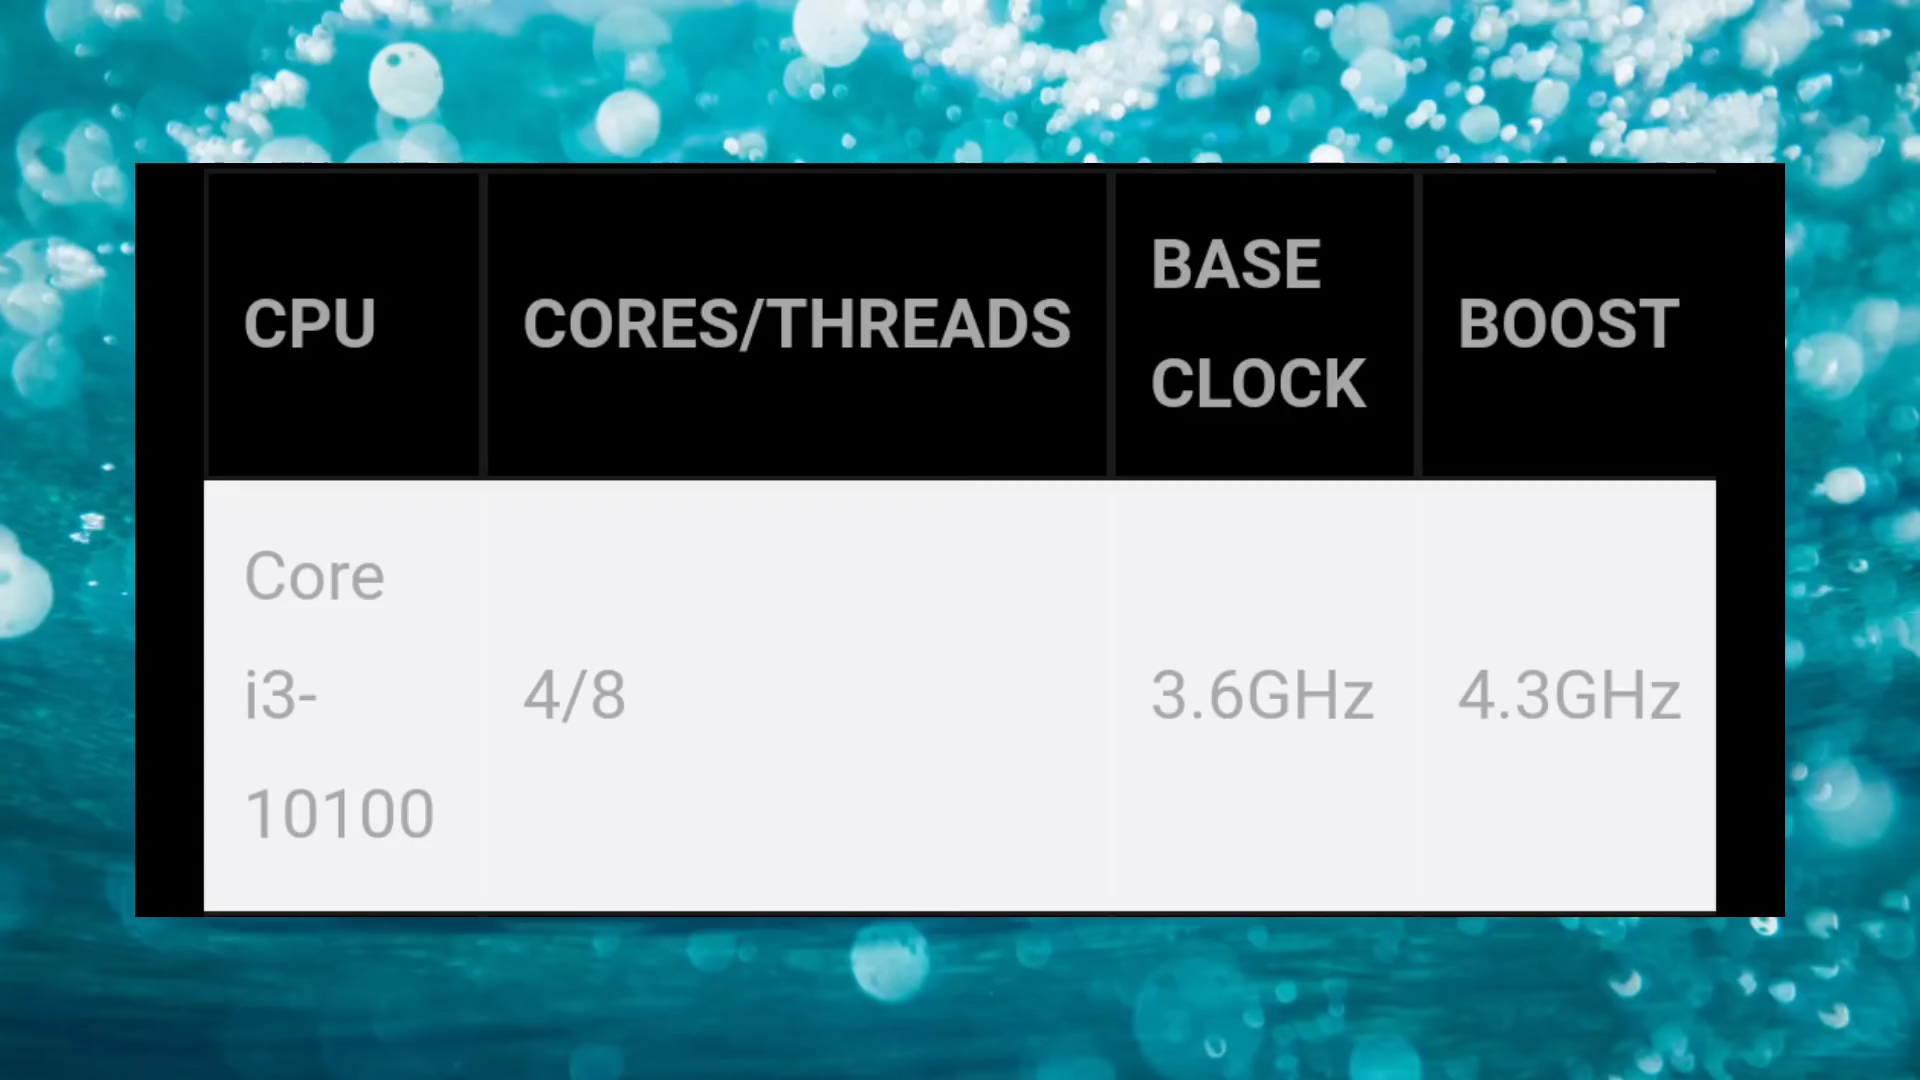 CPU
CORES/THREADS
BASE
CLOCK
BOOST
Core
i3-
10100
4/8
3.6GHz
4.3GHz